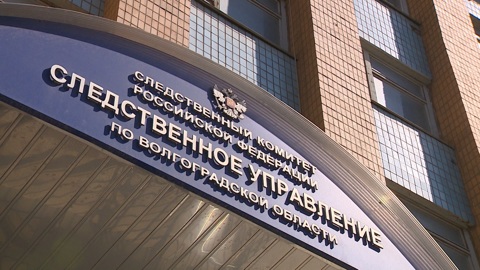 СЛЕДСТВЕННЫЙ КОМИТЕТ
РОССИЙСКОЙ ФЕДЕРАЦИИ
СЛЕДСТВЕННОЕ УПРАВЛЕНИЕ
ПО ВОЛГОГРАДСКОЙ ОБЛАСТИ